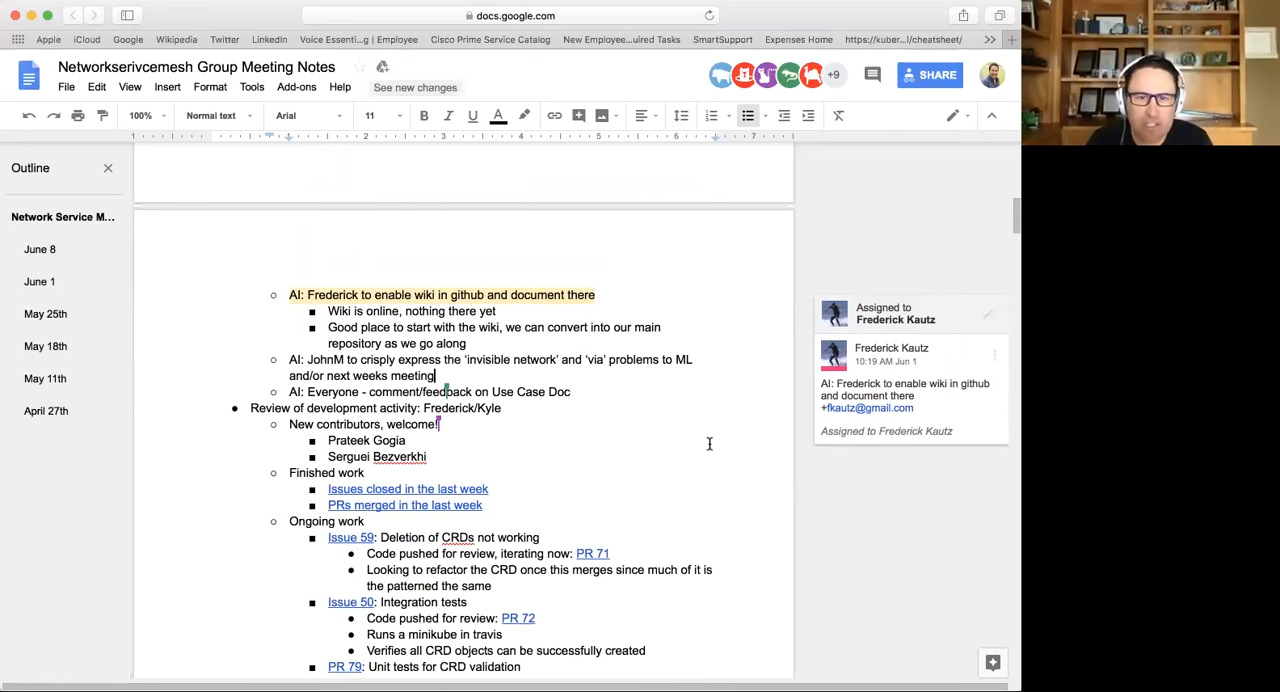 docs.google.com
Apple iCloud Google Wikipedia Twitter LinkedIn Voice Essenti...g | Employee Cisco Pride Service Catalog New Employee...uired Tasks SmartSupport Expenses Home https://kuber...l/cheatsheet/
Networkserivcemesh Group Meeting Notes
+9
SHARE
File Edit View Insert Format Tools Add-ons Help See new changes
100% Normal text Arial 11 B I U A
1 1 2 3 4 5 6 7
Outline
Network Service M...
June 8
June 1
May 25th
May 18th
May 11th
April 27th
AI: Frederick to enable wiki in github and document there
Wiki is online, nothing there yet
Good place to start with the wiki, we can convert into our main
repository as we go along
AI: JohnM to crisply express the ‘invisible network’ and ‘via’ problems to ML
and/or next weeks meeting
AI: Everyone - comment/feedback on Use Case Doc
Review of development activity: Frederick/Kyle
New contributors, welcome!
Prateek Gogia
Serguei Bezverkhi
Finished work
Issues closed in the last week
PRs merged in the last week
Ongoing work
Issue 59: Deletion of CRDs not working
Code pushed for review, iterating now: PR 71
Looking to refactor the CRD once this merges since much of it is
the patterned the same
Issue 50: Integration tests
Code pushed for review: PR 72
Runs a minikube in travis
Verifies all CRD objects can be successfully created
PR 79: Unit tests for CRD validation
Assigned to
Frederick Kautz
Frederick Kautz
10:19 AM Jun 1
AI: Frederick to enable wiki in github
and document there
+fkautz@gmail.com
Assigned to Frederick Kautz